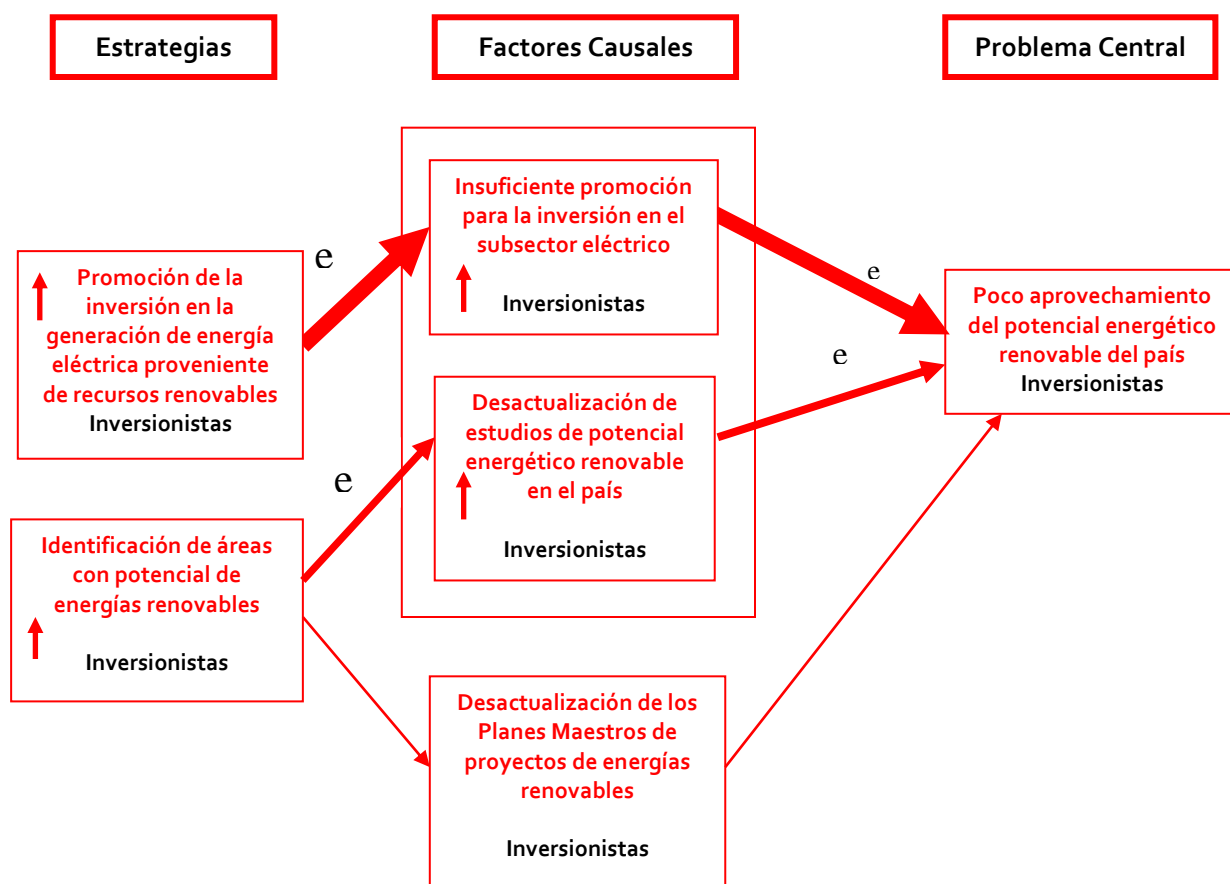 Estrategias
Factores Causales
Problema Central
Promoción de la
inversión en la
generación de energía
eléctrica proveniente
de recursos renovables
Inversionistas
Identificación de áreas
con potencial de
energías renovables
Inversionistas
e
e
Insuficiente promoción
para la inversión en el
subsector eléctrico
Inversionistas
Desactualización de
estudios de potencial
energético renovable
en el país
Inversionistas
Desactualización de los
Planes Maestros de
proyectos de energías
renovables
Inversionistas
e
e
Poco aprovechamiento
del potencial energético
renovable del país
Inversionistas